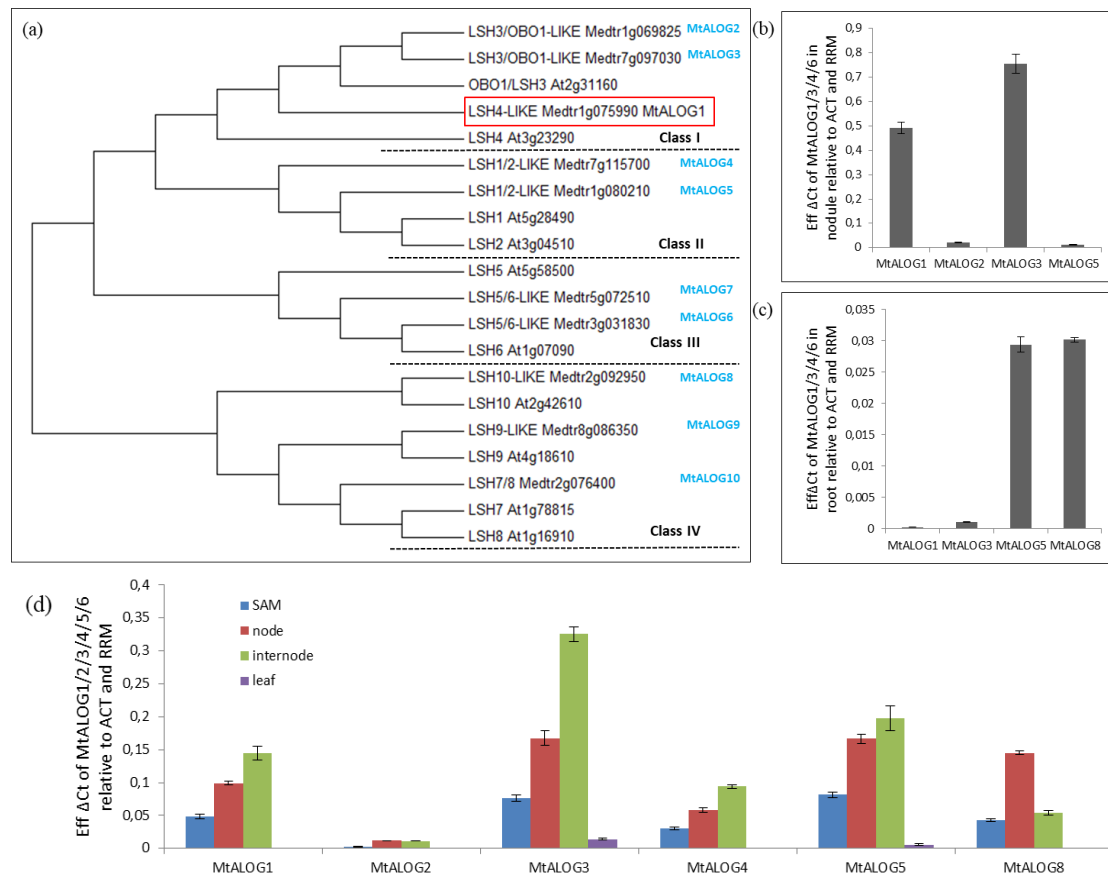 (a)
LSH3/OBO1-LIKE Medtr1g069825 MtALOG2
LSH3/OBO1-LIKE Medtr7g097030 MtALOG3
OBO1/LSH3 At2g31160
LSH4-LIKE Medtr1g075990 MtALOG1
LSH4 At3g23290 Class I
LSH1/2-LIKE Medtr7g115700 MtALOG4
LSH1/2-LIKE Medtr1g080210 MtALOG5
LSH1 At5g28490
LSH2 At3g04510 Class II
LSH5 At5g58500
LSH5/6-LIKE Medtr5g072510 MtALOG7
LSH5/6-LIKE Medtr3g031830 MtALOG6
LSH6 At1g07090 Class III
LSH10-LIKE Medtr2g092950 MtALOG8
LSH10 At2g42610
LSH9-LIKE Medtr8g086350 MtALOG9
LSH9 At4g18610
LSH7/8 Medtr2g076400 MtALOG10
LSH7 At1g78815
LSH8 At1g16910 Class IV
(b)
Eff ΔCt of MtALOG1/3/4/6 in
nodule relative to ACT and RRM
0,9
0,8
0,7
0,6
0,5
0,4
0,3
0,2
0,1
0
MtALOG1 MtALOG2 MtALOG3 MtALOG5
(c)
EffΔCt of MtALOG1/3/4/6 in
root relative to ACT and RRM
0,035
0,03
0,025
0,02
0,015
0,01
0,005
0
MtALOG1 MtALOG3 MtALOG5 MtALOG8
(d)
Eff ΔCt of MtALOG1/2/3/4/5/6
relative to ACT and RRM
0,4
0,35
0,3
0,25
0,2
0,15
0,1
0,05
0
SAM
node
internode
leaf
MtALOG1 MtALOG2 MtALOG3 MtALOG4 MtALOG5 MtALOG8